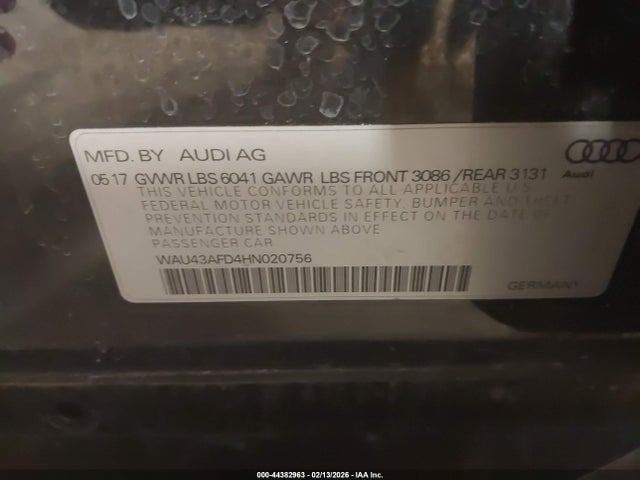 MFD. BY AUDI AG
Audi
05 17 GVWR LBS 6041 GAWR LBS FRONT 3086 /REAR 3131
THIS VEHICLE CONFORMS TO ALL APPLICABLE U.S.
FEDERAL MOTOR VEHICLE SAFETY, BUMPER AND THEFT
PREVENTION STANDARDS IN EFFECT ON THE DATE OF
MANUFACTURE SHOWN ABOVE
PASSENGER CAR
WAU43AFD4HN020756
GERMANY
000-44382963 - 02/13/2026 - IAA Inc.